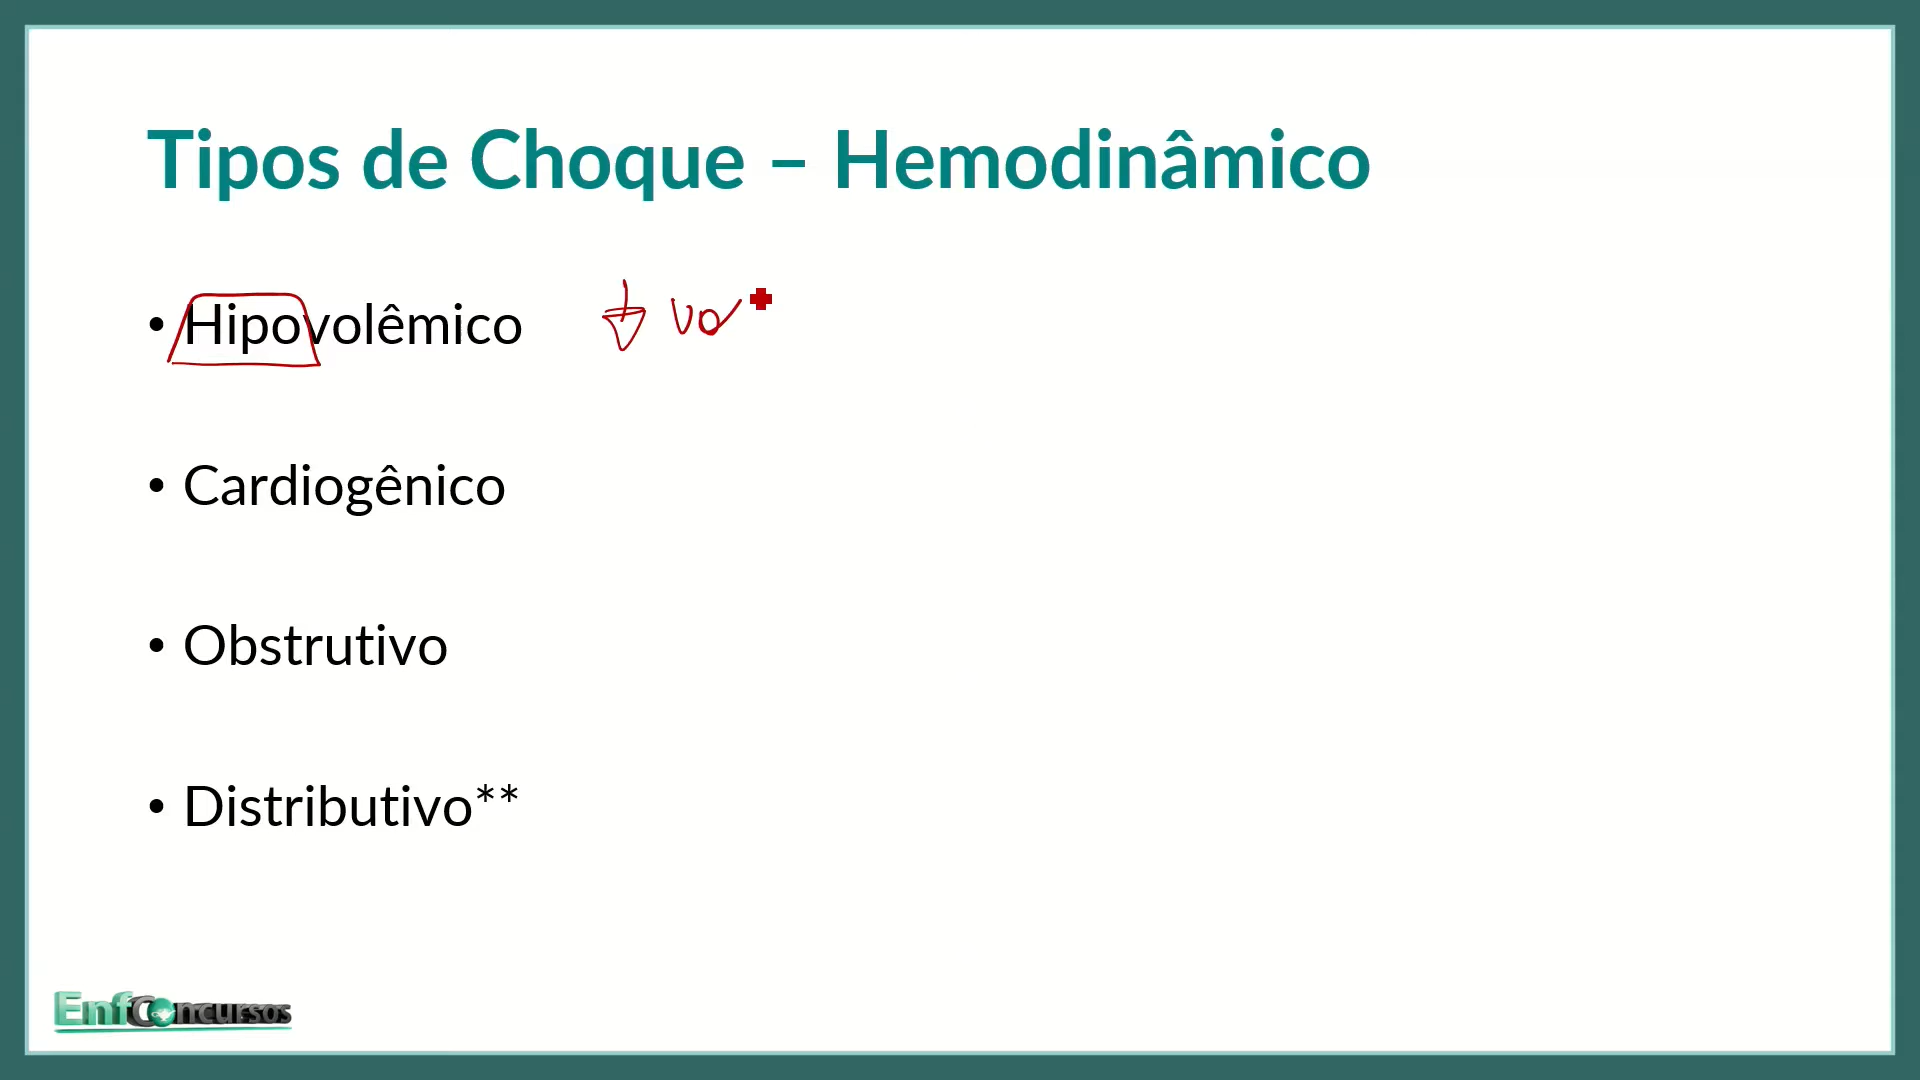 Tipos de Choque – Hemodinâmico
• Hipovolêmico ↓ vo
• Cardiogênico
• Obstrutivo
• Distributivo**
EnfConcursos